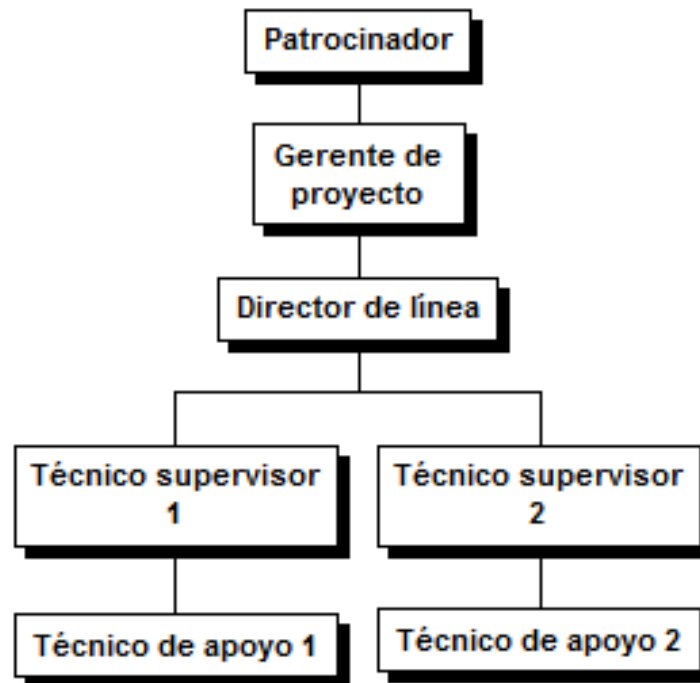 Patrocinador
Gerente de
proyecto
Director de línea
Técnico supervisor
1
Técnico supervisor
2
Técnico de apoyo 1
Técnico de apoyo 2